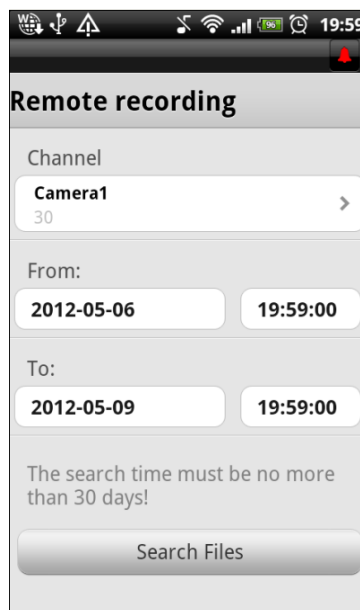 19:59
Remote recording
Channel
Camera1
30
From:
2012-05-06 19:59:00
To:
2012-05-09 19:59:00
The search time must be no more
than 30 days!
Search Files